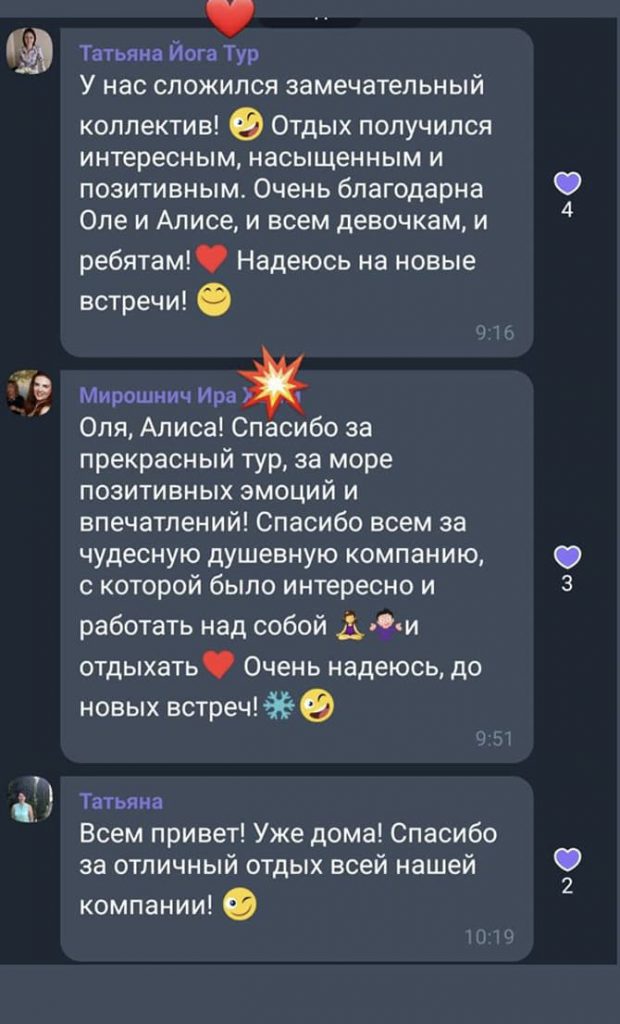 Татьяна Йога Тур
У нас сложился замечательный
коллектив! 😜 Отдых получился
интересным, насыщенным и
позитивным. Очень благодарна
Оле и Алисе, и всем девочкам, и
ребятам!❤️ Надеюсь на новые
встречи! 😊
4
9:16
Мирошнич Ира
Оля, Алиса! Спасибо за
прекрасный тур, за море
позитивных эмоций и
впечатлений! Спасибо всем за
чудесную душевную компанию,
с которой было интересно и
работать над собой 🧘‍♀️🤷‍♂️и
отдыхать❤️ Очень надеюсь, до
новых встреч!❄️😜
3
9:51
Татьяна
Всем привет! Уже дома! Спасибо
за отличный отдых всей нашей
компании! 😉
2
10:19